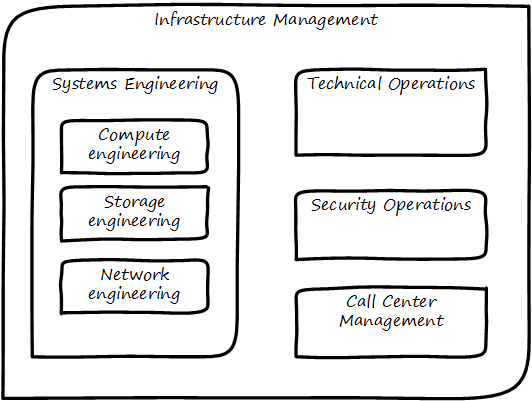 Infrastructure Management
Systems Engineering
Compute
engineering
Storage
engineering
Network
engineering
Technical Operations
Security Operations
Call Center
Management